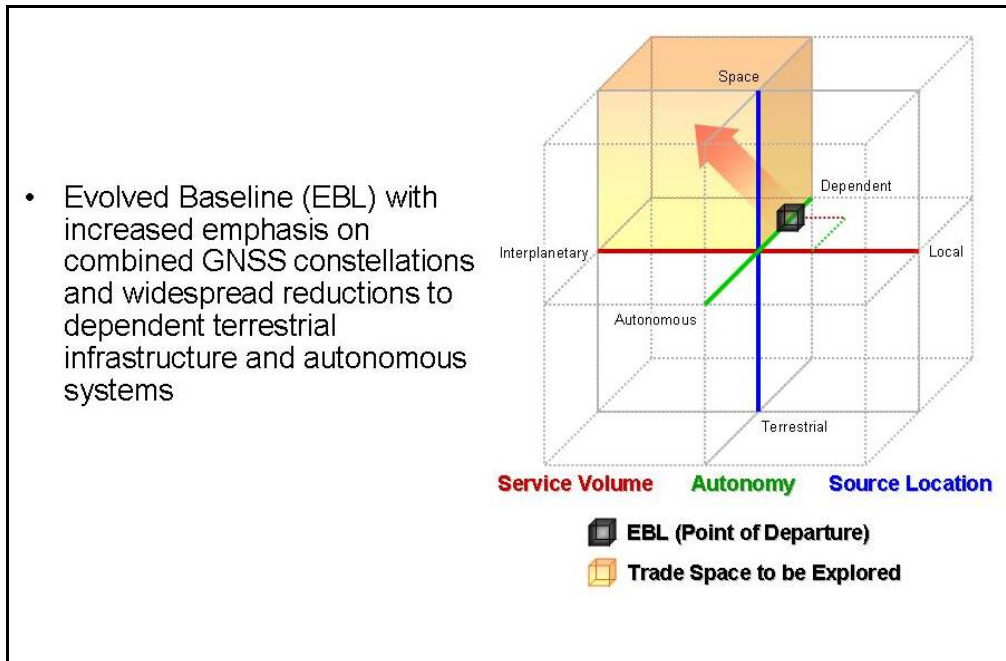 • Evolved Baseline (EBL) with
increased emphasis on
combined GNSS constellations
and widespread reductions to
dependent terrestrial
infrastructure and autonomous
systems
Space
Dependent
Interplanetary
Local
Autonomous
Terrestrial
Service Volume Autonomy Source Location
EBL (Point of Departure)
Trade Space to be Explored